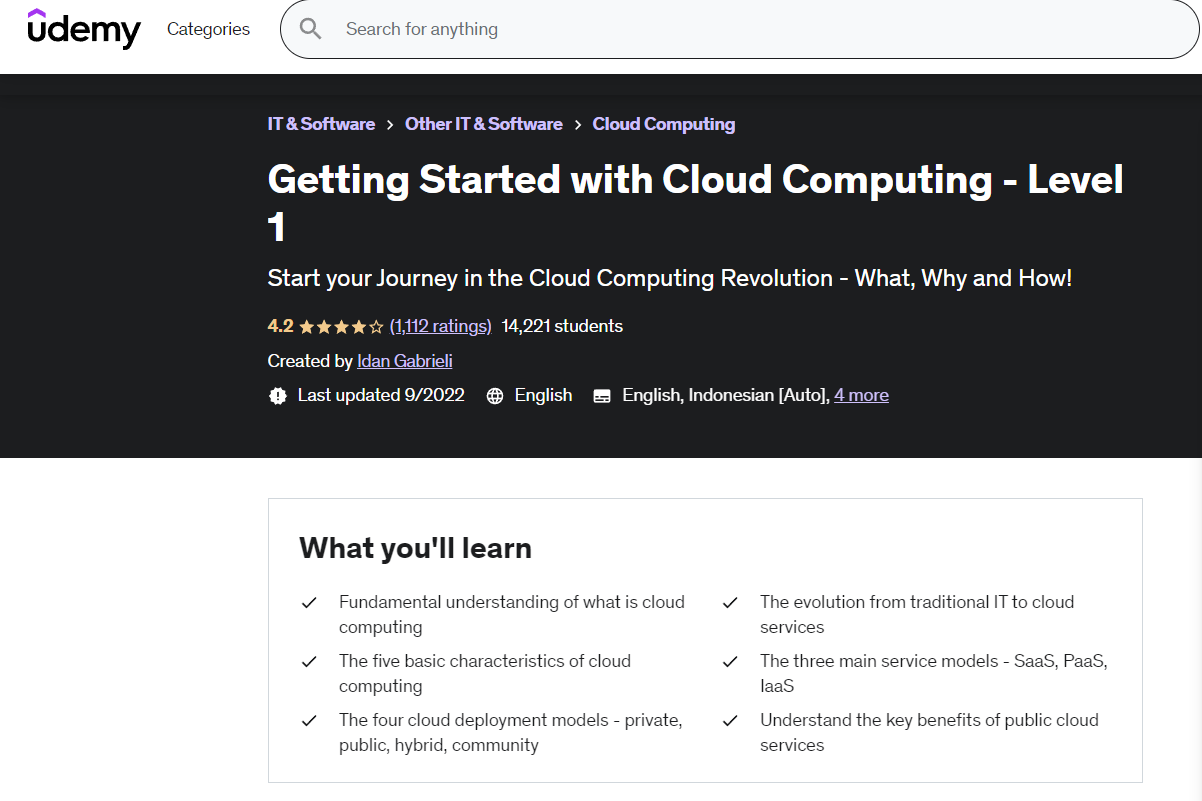 udemy Categories Search for anything
IT & Software > Other IT & Software > Cloud Computing
Getting Started with Cloud Computing - Level
1
Start your Journey in the Cloud Computing Revolution - What, Why and How!
4.2 (1,112 ratings) 14,221 students
Created by Idan Gabrieli
Last updated 9/2022 English English, Indonesian [Auto], 4 more
What you'll learn
Fundamental understanding of what is cloud
computing
The evolution from traditional IT to cloud
services
The five basic characteristics of cloud
computing
The three main service models - SaaS, PaaS,
IaaS
The four cloud deployment models - private,
public, hybrid, community
Understand the key benefits of public cloud
services